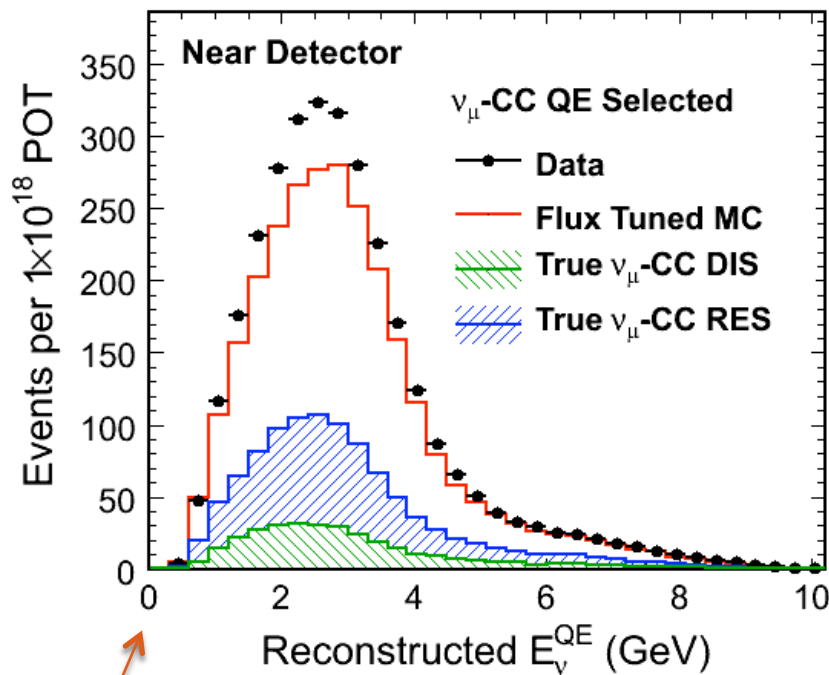 Near Detector
νμ-CC QE Selected
Data
Flux Tuned MC
True νμ-CC DIS
True νμ-CC RES
Events per 1×10^18 POT
350
300
250
200
150
100
50
0
0 2 4 6 8 10
Reconstructed E_ν^QE (GeV)